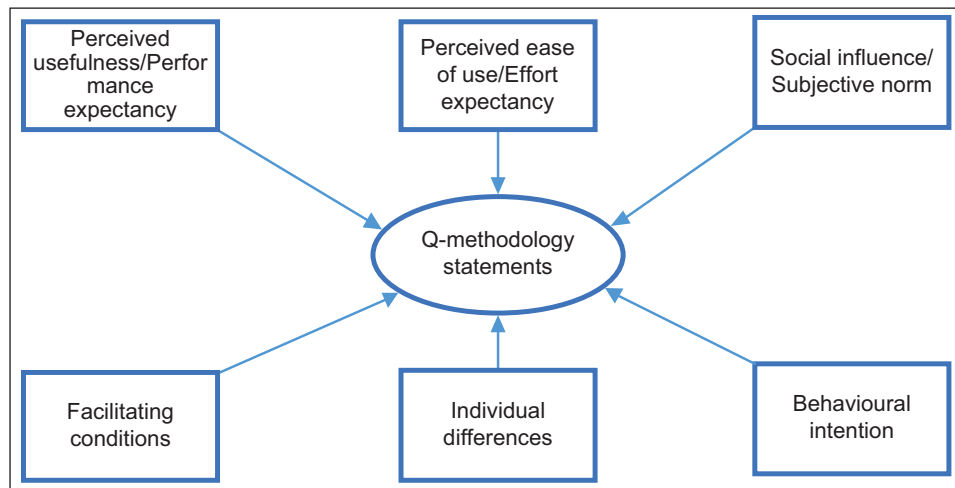 Perceived
usefulness/Perfor
mance
expectancy
Perceived ease
of use/Effort
expectancy
Social influence/
Subjective norm
Q-methodology
statements
Facilitating
conditions
Individual
differences
Behavioural
intention